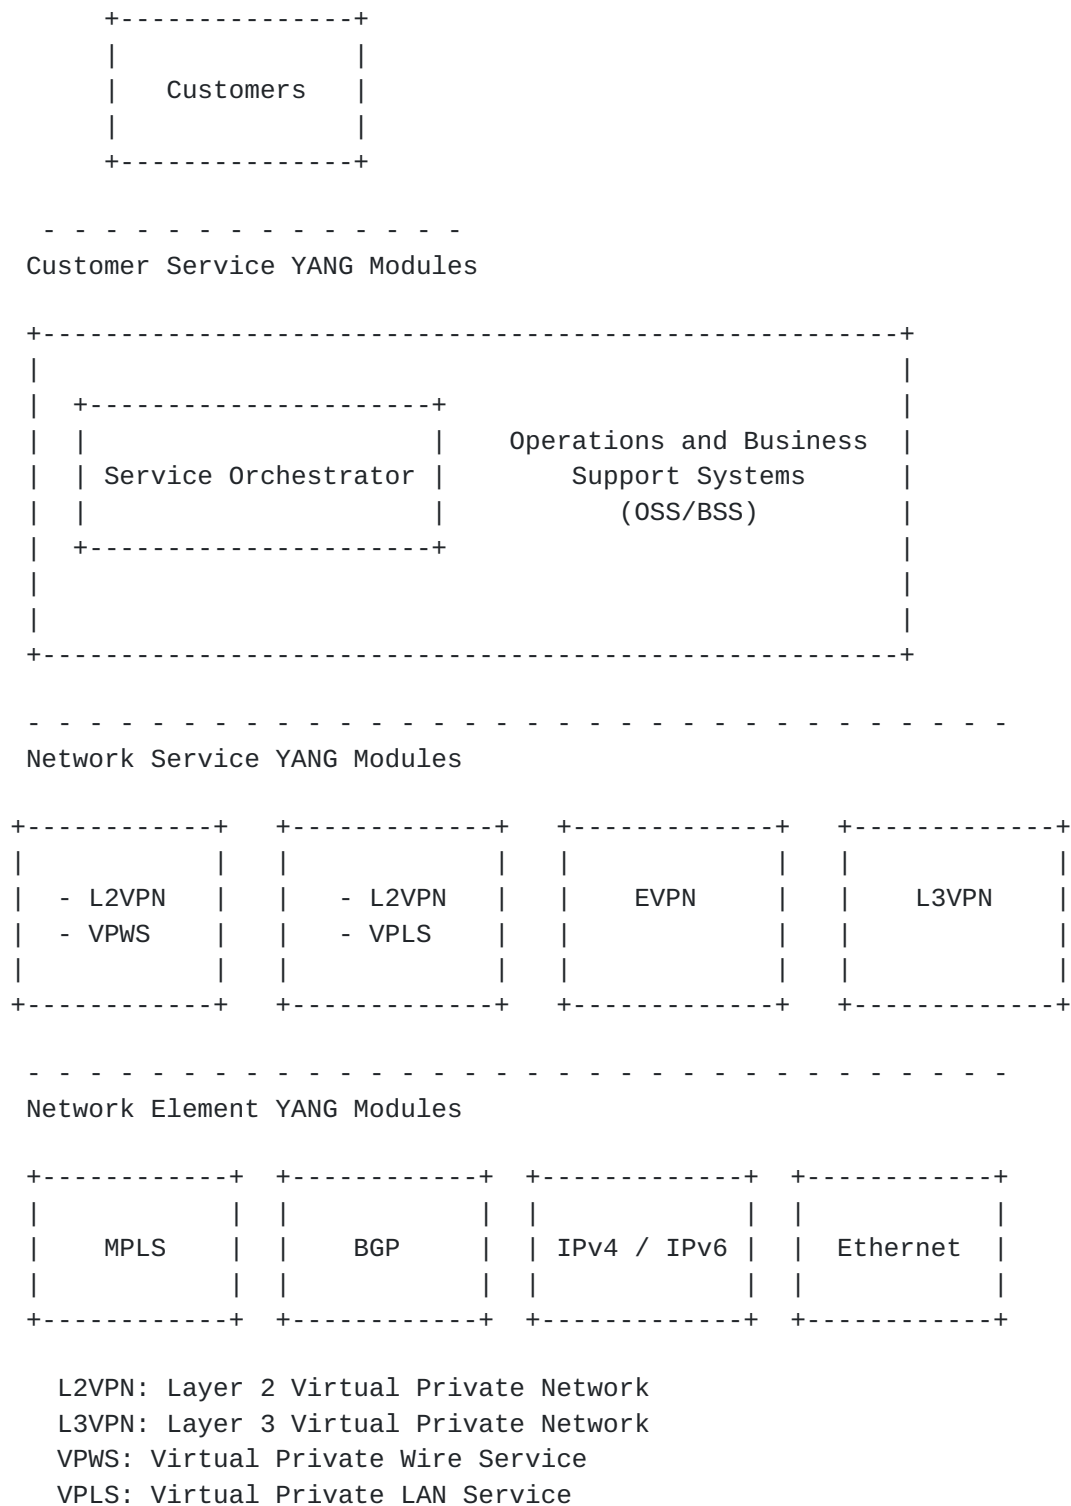 Customers
Customer Service YANG Modules
Operations and Business
Service Orchestrator Support Systems
(OSS/BSS)
Network Service YANG Modules
- L2VPN - L2VPN EVPN L3VPN
- VPWS - VPLS
Network Element YANG Modules
MPLS BGP IPv4 / IPv6 Ethernet
L2VPN: Layer 2 Virtual Private Network
L3VPN: Layer 3 Virtual Private Network
VPWS: Virtual Private Wire Service
VPLS: Virtual Private LAN Service